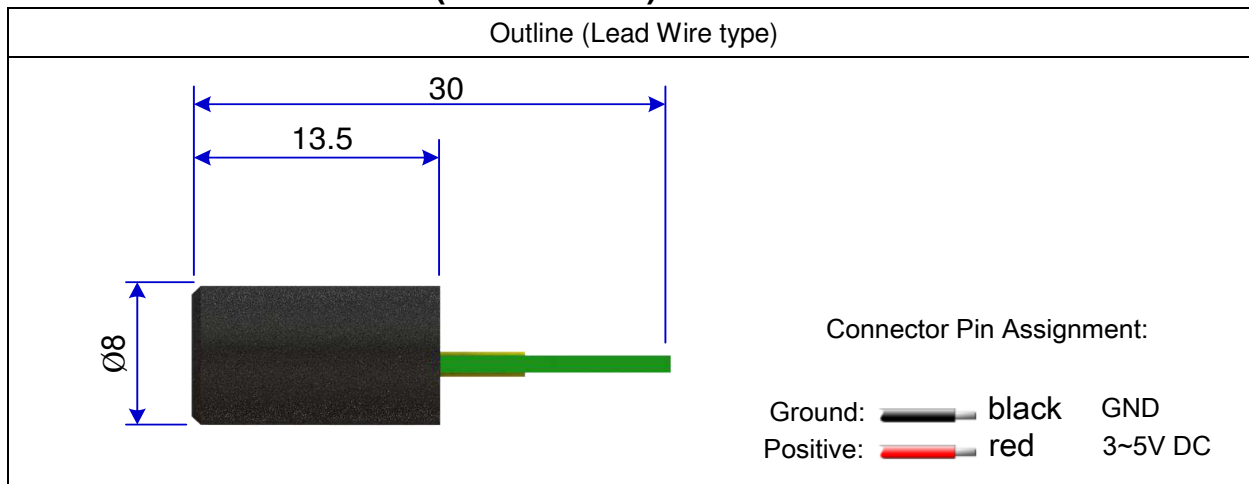 Outline (Lead Wire type)
30
13.5
Ø8
Connector Pin Assignment:
Ground: black GND
Positive: red 3~5V DC